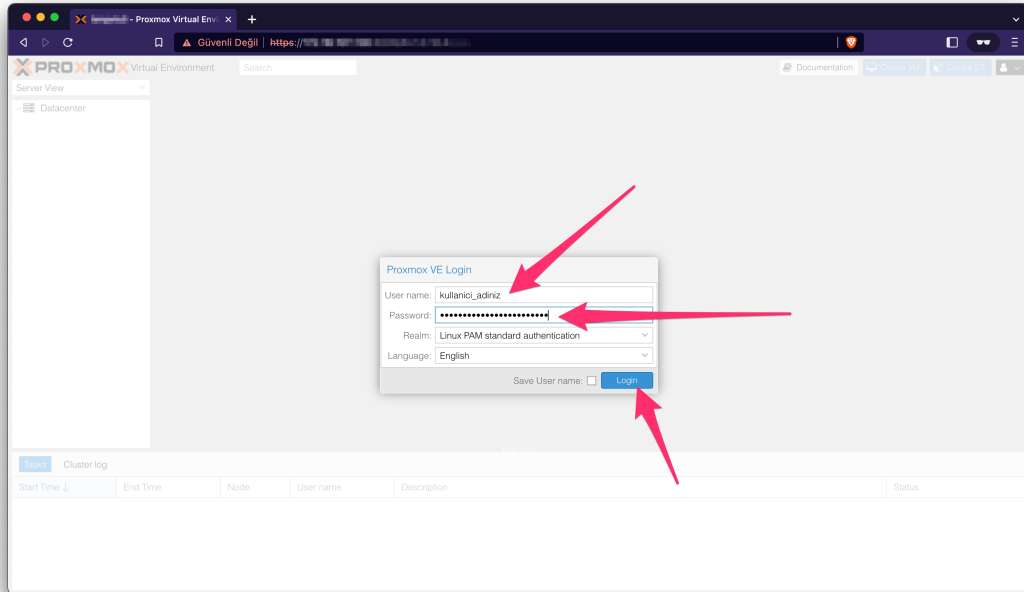 - Proxmox Virtual Envi
Güvenli Değil https://
PROXMOX Virtual Environment Search Documentation Create VM Create CT
Server View
Datacenter
Proxmox VE Login
User name: kullanici_adiniz
Password: ••••••••••••••••••••••••
Realm: Linux PAM standard authentication
Language: English
Save User name: Login
Tasks Cluster log
Start Time End Time Node User name Description Status